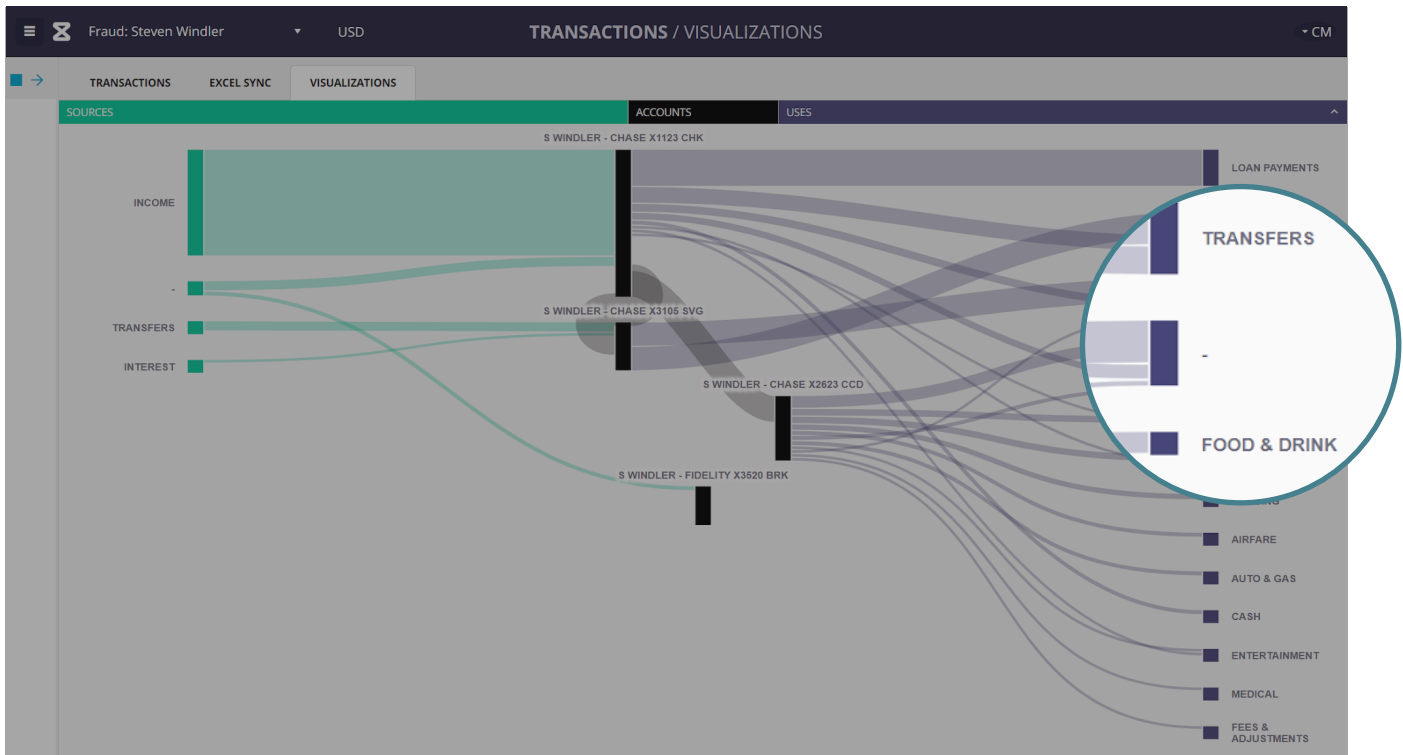 Fraud: Steven Windler
USD
TRANSACTIONS / VISUALIZATIONS
CM
TRANSACTIONS
EXCEL SYNC
VISUALIZATIONS
SOURCES
ACCOUNTS
USES
S WINDLER - CHASE X1123 CHK
LOAN PAYMENTS
INCOME
TRANSFERS
-
S WINDLER - CHASE X3105 SVG
TRANSFERS
-
INTEREST
S WINDLER - CHASE X2623 CCD
FOOD & DRINK
S WINDLER - FIDELITY X3520 BRK
AIRFARE
AUTO & GAS
CASH
ENTERTAINMENT
MEDICAL
FEES &
ADJUSTMENTS